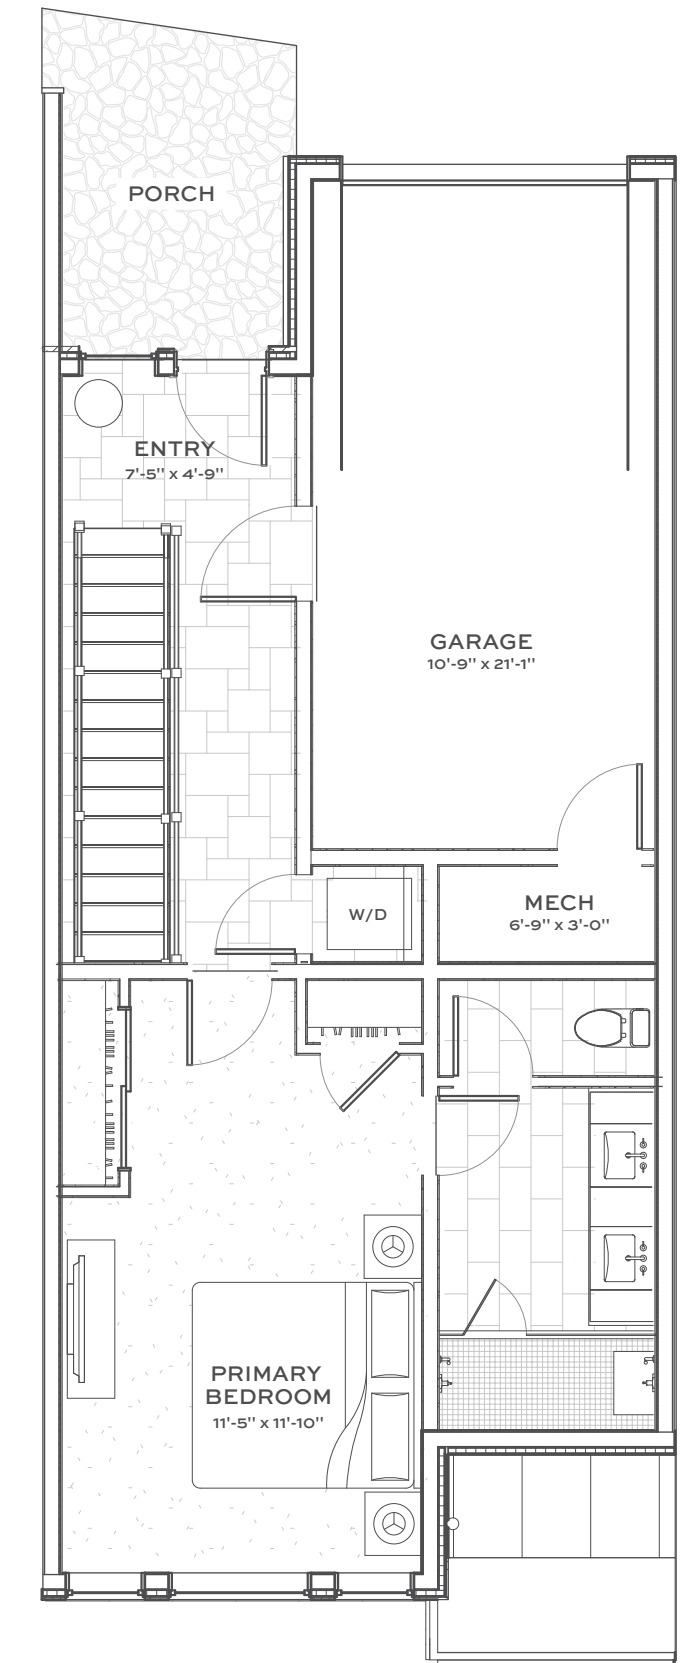 PORCH
ENTRY
7'-5" x 4'-9"
GARAGE
10'-9" x 21'-1"
W/D
MECH
6'-9" x 3'-0"
PRIMARY
BEDROOM
11'-5" x 11'-10"